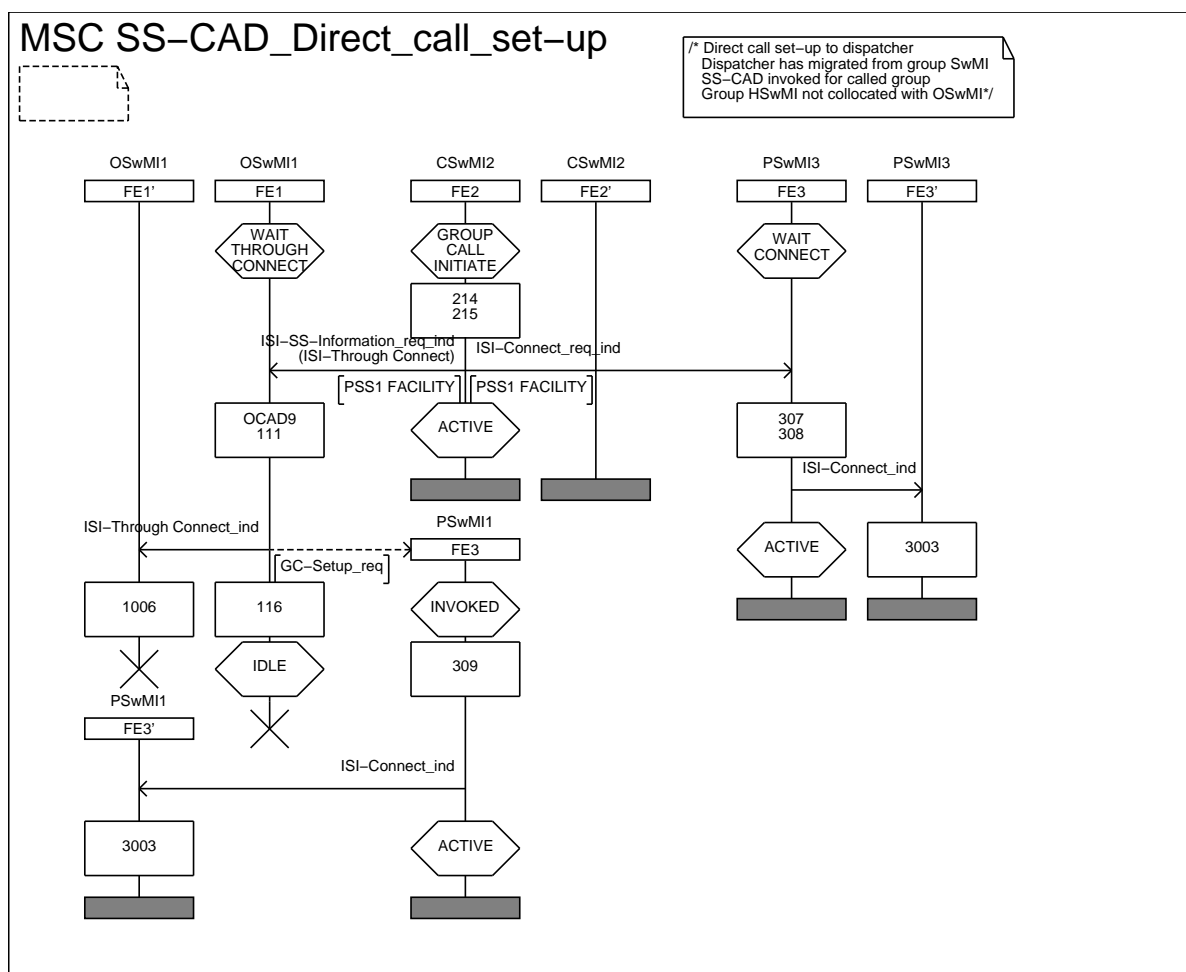 MSC SS−CAD_Direct_call_set−up
/* Direct call set−up to dispatcher
Dispatcher has migrated from group SwMI
SS−CAD invoked for called group
Group HSwMI not collocated with OSwMI*/
OSwMI1 OSwMI1 CSwMI2 CSwMI2 PSwMI3 PSwMI3
FE1' FE1 FE2 FE2' FE3 FE3'
WAIT
THROUGH
CONNECT
GROUP
CALL
INITIATE
WAIT
CONNECT
214
215
ISI−SS−Information_req_ind
(ISI−Through Connect)
ISI−Connect_req_ind
[PSS1 FACILITY] [PSS1 FACILITY]
OCAD9
111
ACTIVE
307
308
ISI−Connect_ind
ISI−Through Connect_ind
PSwMI1
FE3
[GC−Setup_req]
ACTIVE
3003
1006
116
INVOKED
IDLE
309
PSwMI1
FE3'
ISI−Connect_ind
3003
ACTIVE